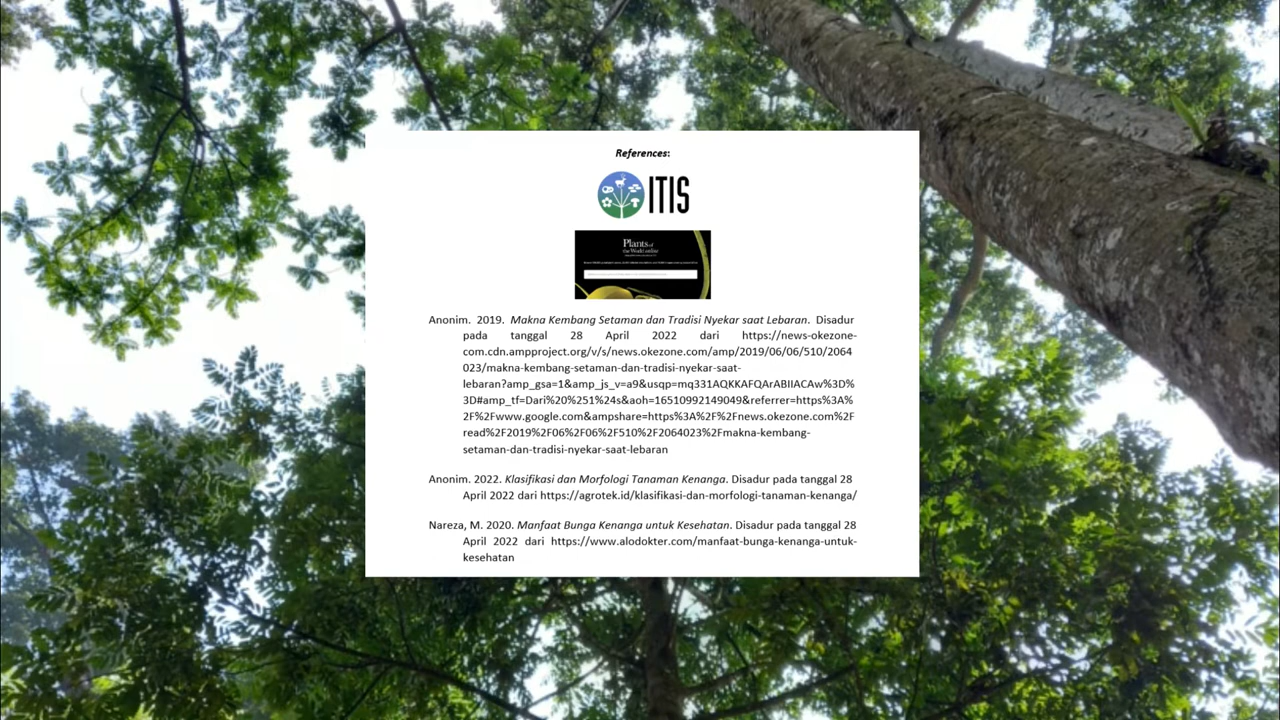 References:
ITIS
Plants of
the World online
Anonim. 2019. Makna Kembang Setaman dan Tradisi Nyekar saat Lebaran. Disadur
pada tanggal 28 April 2022 dari https://news-okezone-
com.cdn.ampproject.org/v/s/news.okezone.com/amp/2019/06/06/510/2064
023/makna-kembang-setaman-dan-tradisi-nyekar-saat-
lebaran?amp_gsa=1&amp_js_v=a9&usqp=mq331AQKKAFQArABIIACAw%3D%
3D#amp_tf=Dari%20%251%24s&aoh=16510992149049&referrer=https%3A%
2F%2Fwww.google.com&ampshare=https%3A%2F%2Fnews.okezone.com%2F
read%2F2019%2F06%2F06%2F510%2F2064023%2Fmakna-kembang-
setaman-dan-tradisi-nyekar-saat-lebaran
Anonim. 2022. Klasifikasi dan Morfologi Tanaman Kenanga. Disadur pada tanggal 28
April 2022 dari https://agrotek.id/klasifikasi-dan-morfologi-tanaman-kenanga/
Nareza, M. 2020. Manfaat Bunga Kenanga untuk Kesehatan. Disadur pada tanggal 28
April 2022 dari https://www.alodokter.com/manfaat-bunga-kenanga-untuk-
kesehatan